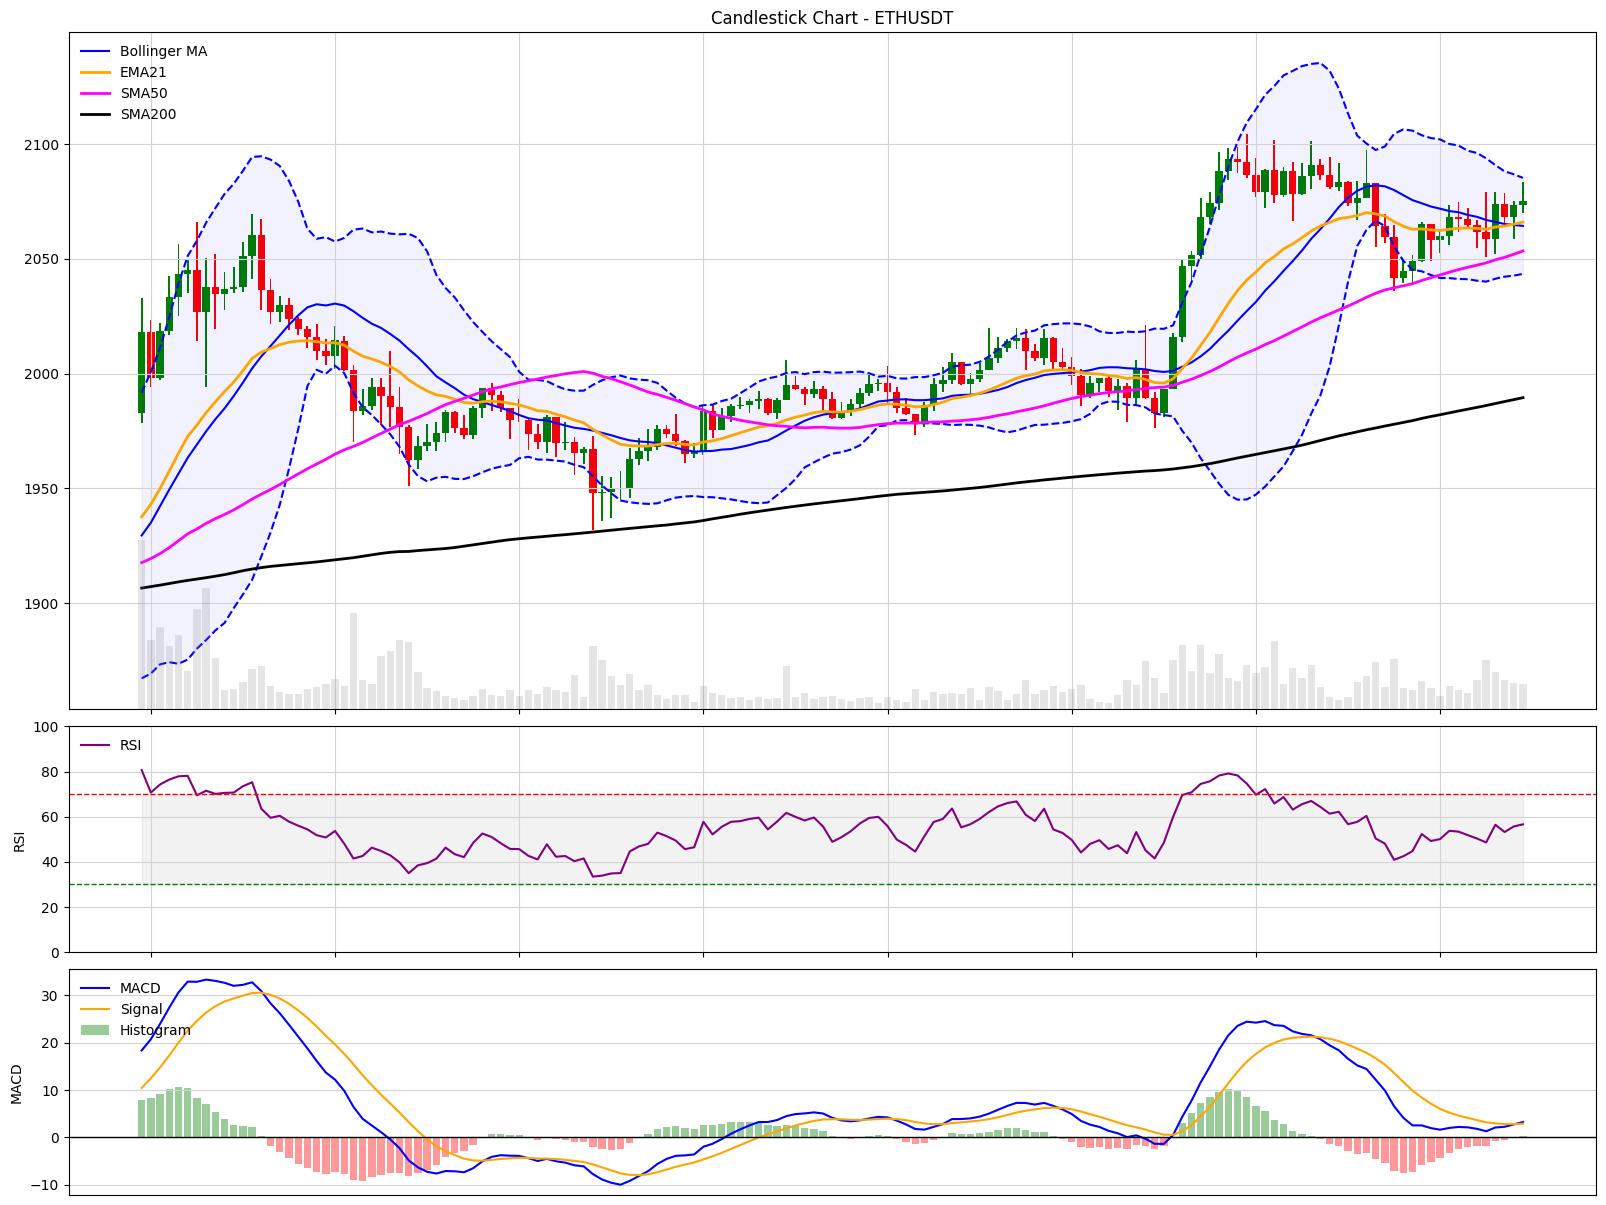 Candlestick Chart - ETHUSDT
Bollinger MA
EMA21
SMA50
SMA200
2100
2050
2000
1950
1900
RSI
100
80
60
40
20
0
RSI
MACD
Signal
Histogram
30
20
10
0
−10
MACD